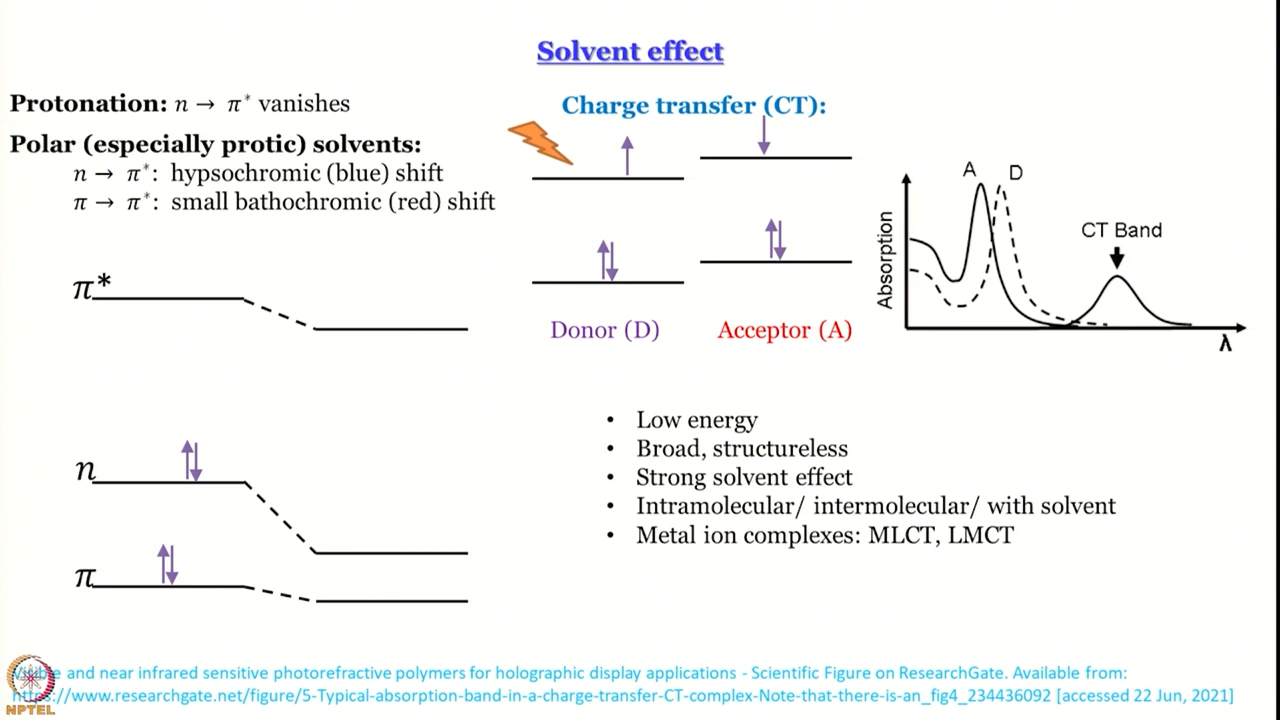 Solvent effect
Protonation: n → π* vanishes
Polar (especially protic) solvents:
n → π*: hypsochromic (blue) shift
π → π*: small bathochromic (red) shift
π*
n
π
Charge transfer (CT):
Donor (D)
Acceptor (A)
A D
CT Band
Absorption
λ
• Low energy
• Broad, structureless
• Strong solvent effect
• Intramolecular/ intermolecular/ with solvent
• Metal ion complexes: MLCT, LMCT
and near infrared sensitive photorefractive polymers for holographic display applications - Scientific Figure on ResearchGate. Available from:
//www.researchgate.net/figure/5-Typical-absorption-band-in-a-charge-transfer-CT-complex-Note-that-there-is-an_fig4_234436092 [accessed 22 Jun, 2021]
NPTEL